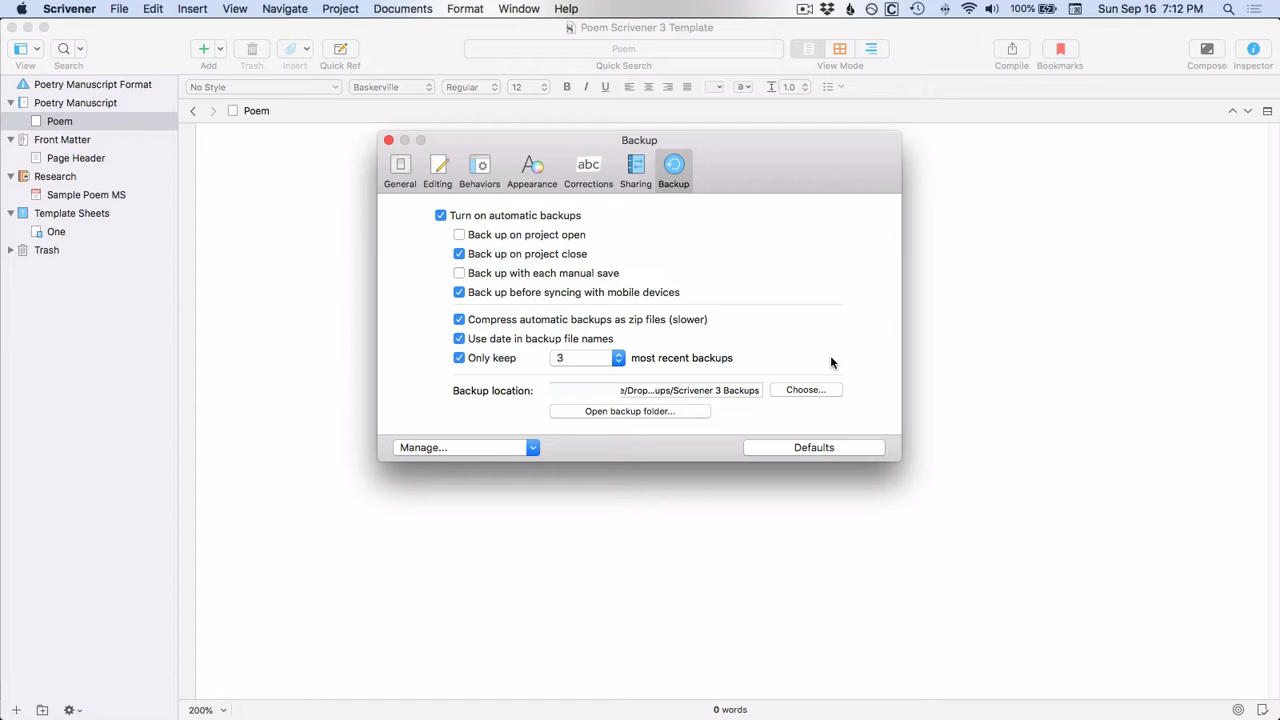 Scrivener File Edit Insert View Navigate Project Documents Format Window Help 100% Sun Sep 16 7:12 PM
Poem Scrivener 3 Template
Poem
View Search Add Trash Insert Quick Ref Quick Search View Mode Compile Bookmarks Compose Inspector
No Style Baskerville Regular 12 B I U a 1.0
Poem
Poetry Manuscript Format
Poetry Manuscript
Poem
Front Matter
Page Header
Research
Sample Poem MS
Template Sheets
One
Trash
Backup
abc
General Editing Behaviors Appearance Corrections Sharing Backup
Turn on automatic backups
Back up on project open
Back up on project close
Back up with each manual save
Back up before syncing with mobile devices
Compress automatic backups as zip files (slower)
Use date in backup file names
Only keep 3 most recent backups
Backup location: e/Drop...ups/Scrivener 3 Backups Choose...
Open backup folder...
Manage... Defaults
200% 0 words